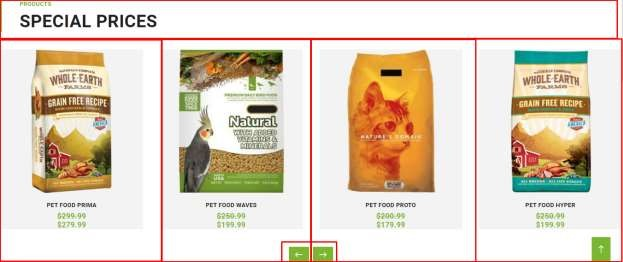 PRODUCTS
SPECIAL PRICES
WHOLE EARTH
FARMS
GRAIN FREE RECIPE
PET FOOD PRIMA
$299.99
$279.99
Natural
WITH ADDED
VITAMINS &
MINERALS
PET FOOD WAVES
$250.99
$199.99
NATURE'S DOMAIN
PET FOOD PROTO
$200.99
$179.99
WHOLE EARTH
FARMS
GRAIN FREE RECIPE
PET FOOD HYPER
$250.99
$199.99